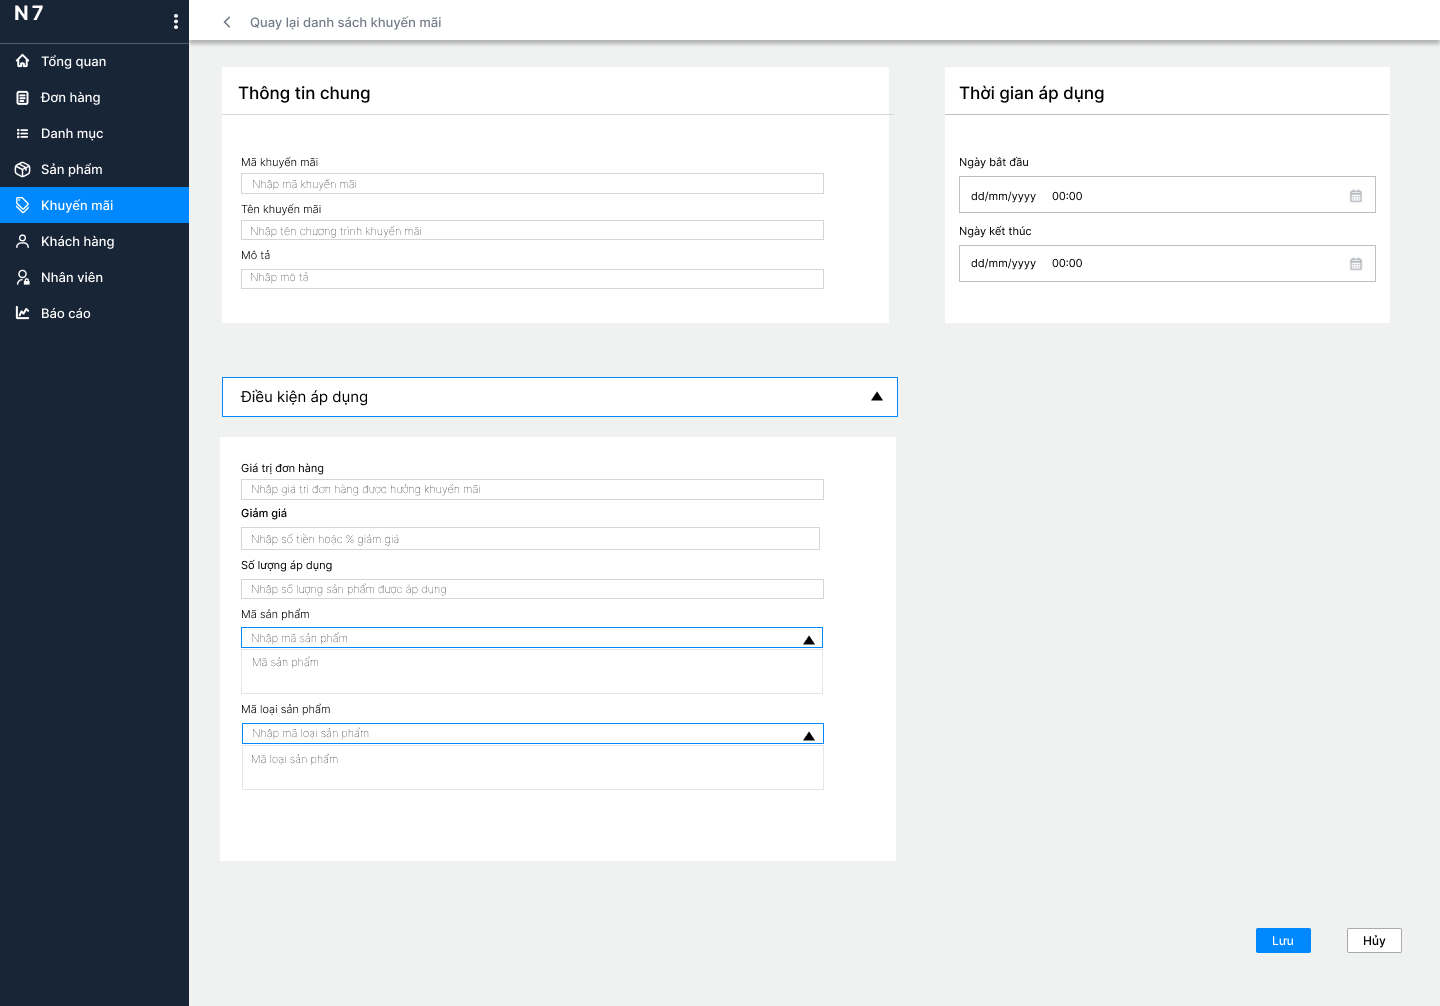 N7
Tổng quan
Đơn hàng
Danh mục
Sản phẩm
Khuyến mãi
Khách hàng
Nhân viên
Báo cáo
Quay lại danh sách khuyến mãi
Thông tin chung
Mã khuyến mãi
Nhập mã khuyến mãi
Tên khuyến mãi
Nhập tên chương trình khuyến mãi
Mô tả
Nhập mô tả
Thời gian áp dụng
Ngày bắt đầu
dd/mm/yyyy 00:00
Ngày kết thúc
dd/mm/yyyy 00:00
Điều kiện áp dụng
Giá trị đơn hàng
Nhập giá trị đơn hàng được hưởng khuyến mãi
Giảm giá
Nhập số tiền hoặc % giảm giá
Số lượng áp dụng
Nhập số lượng sản phẩm được áp dụng
Mã sản phẩm
Nhập mã sản phẩm
Mã sản phẩm
Mã loại sản phẩm
Nhập mã loại sản phẩm
Mã loại sản phẩm
Lưu
Hủy